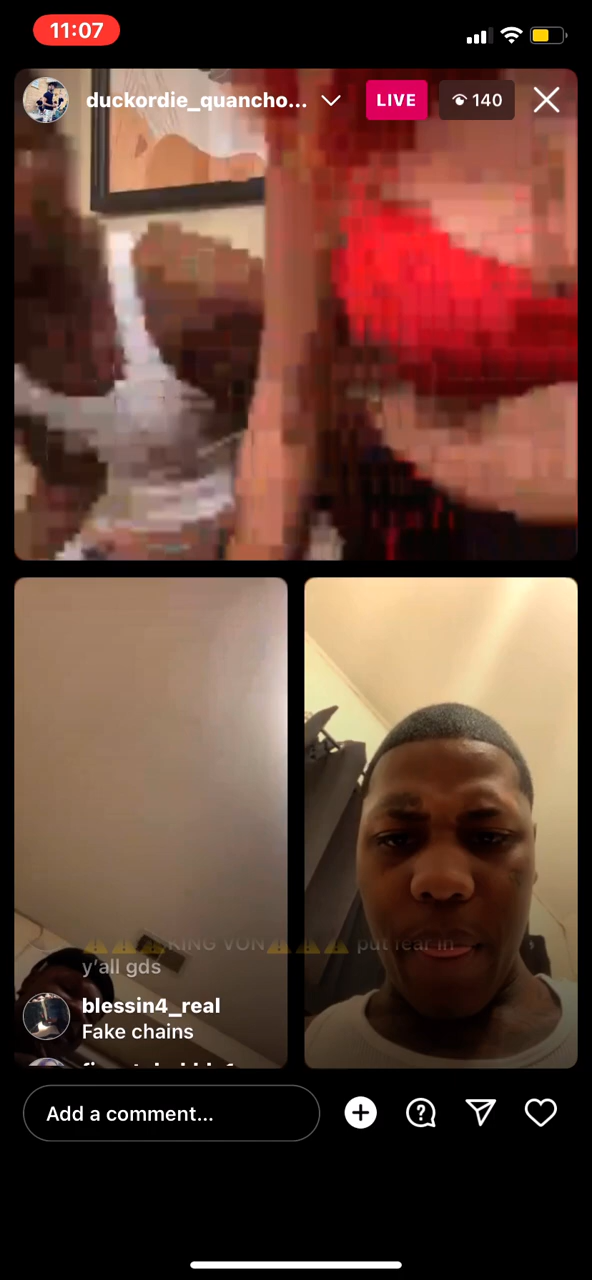 11:07
duckordie_quancho...
LIVE
140
⚠️⚠️⚠️KING VON⚠️⚠️⚠️ put fear in
y'all gds
blessin4_real
Fake chains
Add a comment...